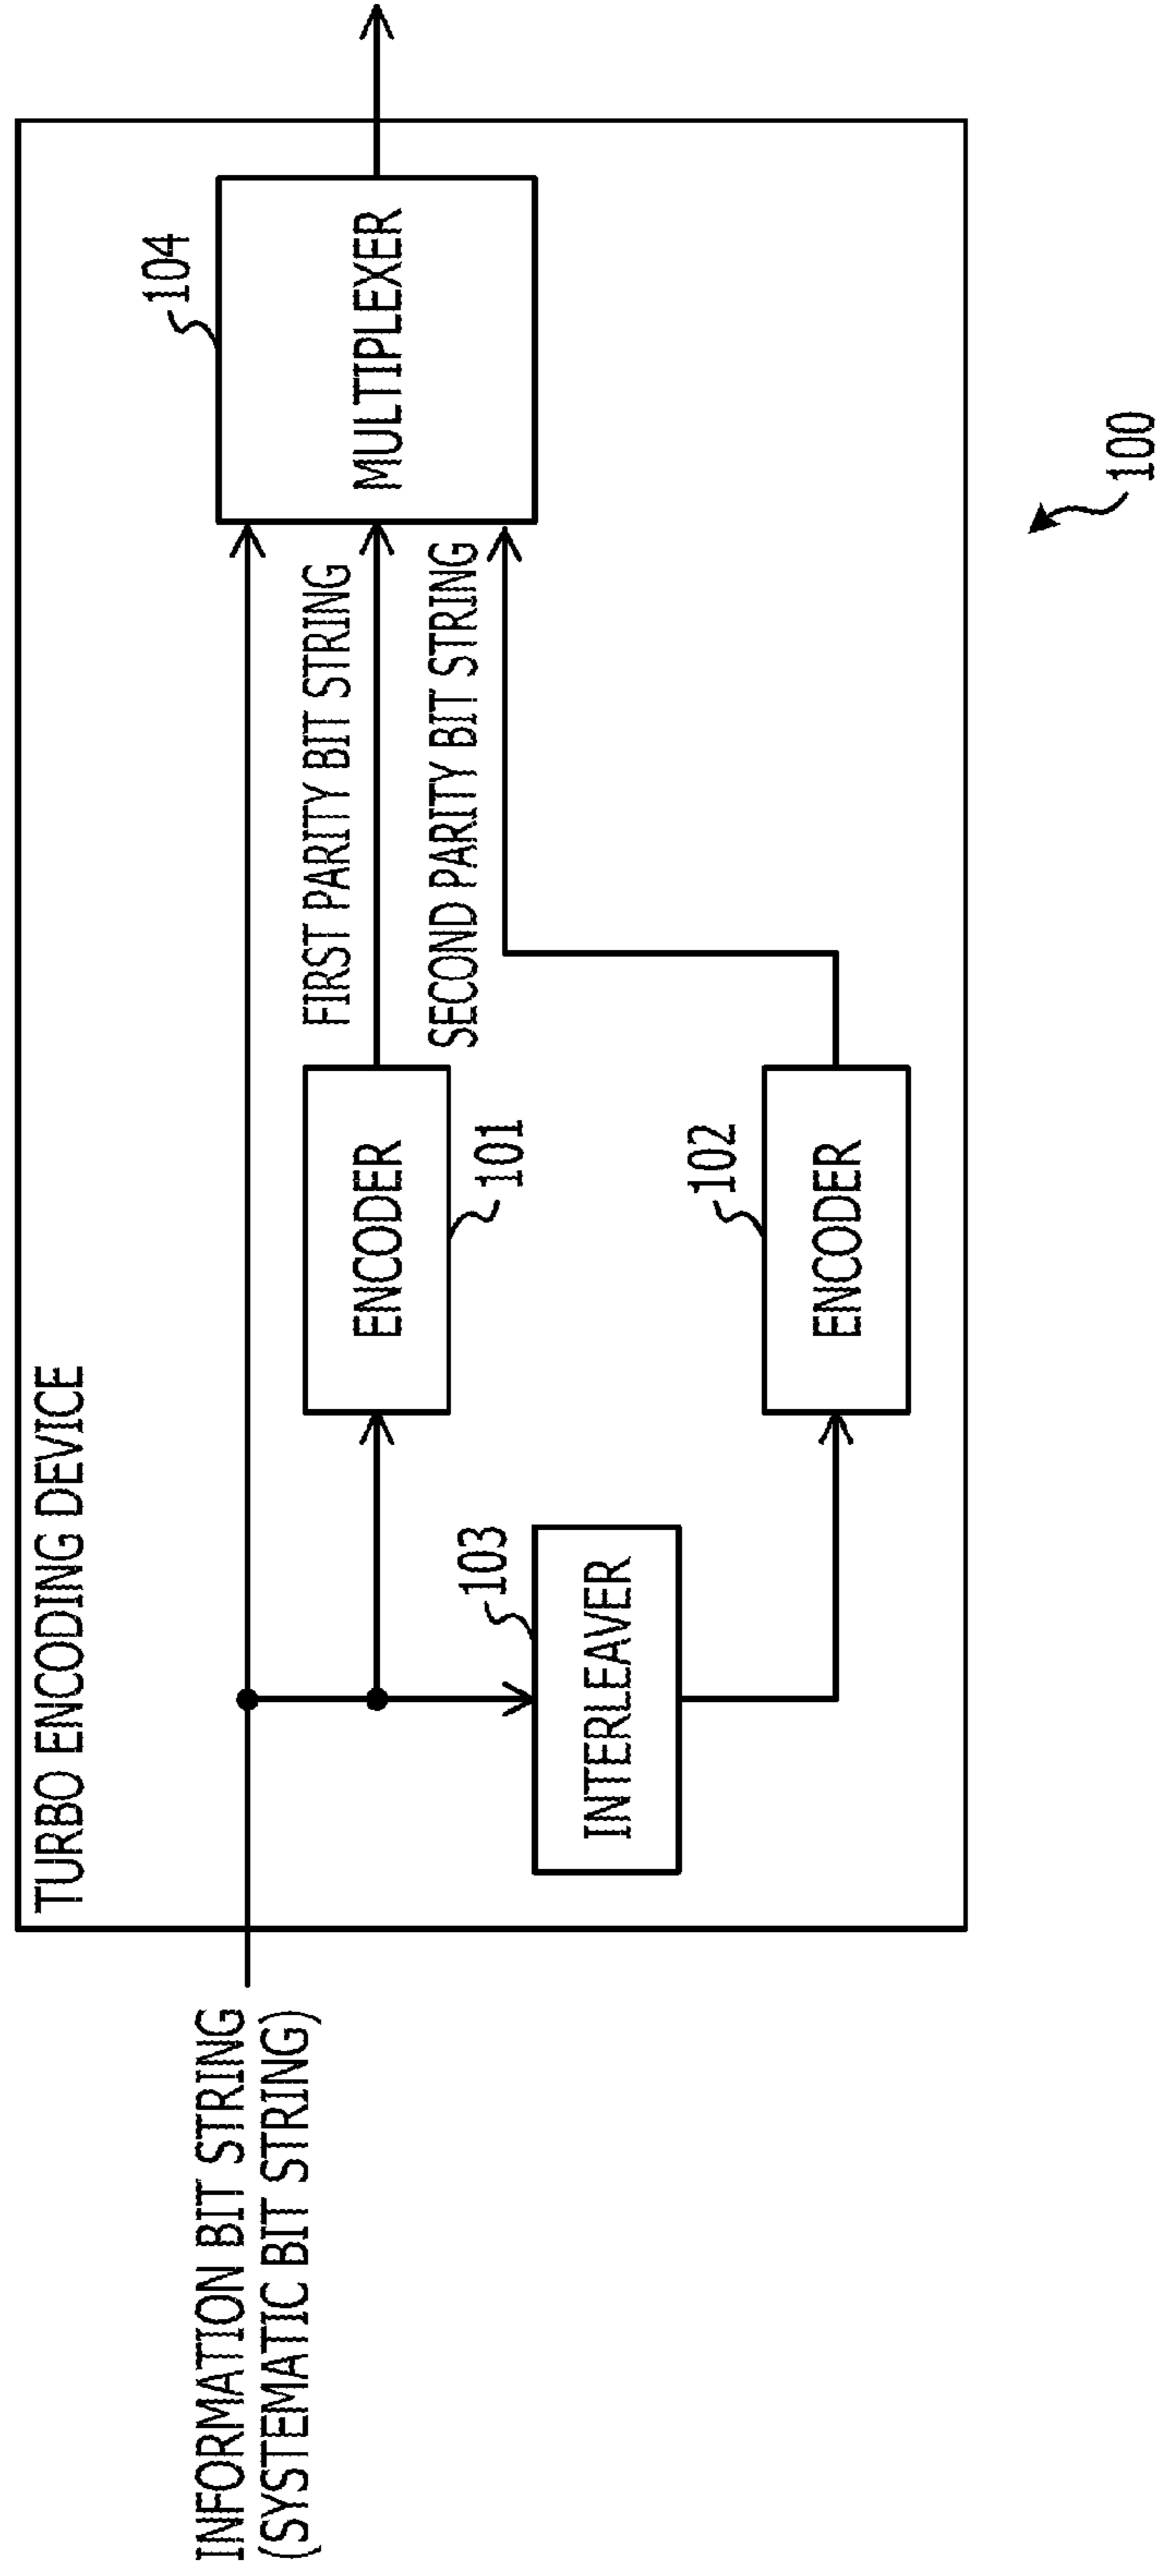 TURBO ENCODING DEVICE
INFORMATION BIT STRING
(SYSTEMATIC BIT STRING)
104
MULTIPLEXER
FIRST PARITY BIT STRING
ENCODER
101
SECOND PARITY BIT STRING
103
INTERLEAVER
102
ENCODER
100